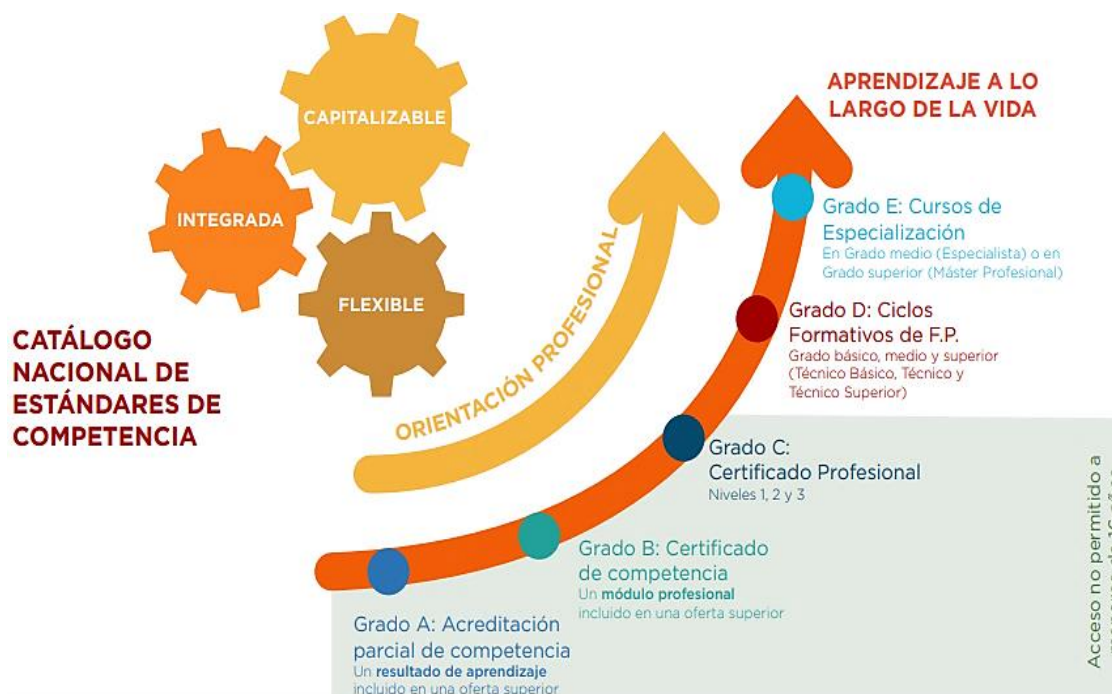 CAPITALIZABLE
INTEGRADA
FLEXIBLE
CATÁLOGO
NACIONAL DE
ESTÁNDARES DE
COMPETENCIA
ORIENTACIÓN PROFESIONAL
APRENDIZAJE A LO
LARGO DE LA VIDA
Grado E: Cursos de
Especialización
En Grado medio (Especialista) o en
Grado superior (Máster Profesional)
Grado D: Ciclos
Formativos de F.P.
Grado básico, medio y superior
(Técnico Básico, Técnico y
Técnico Superior)
Grado C:
Certificado Profesional
Niveles 1, 2 y 3
Grado B: Certificado
de competencia
Un módulo profesional
incluido en una oferta superior
Grado A: Acreditación
parcial de competencia
Un resultado de aprendizaje
incluido en una oferta superior
Acceso no permitido a